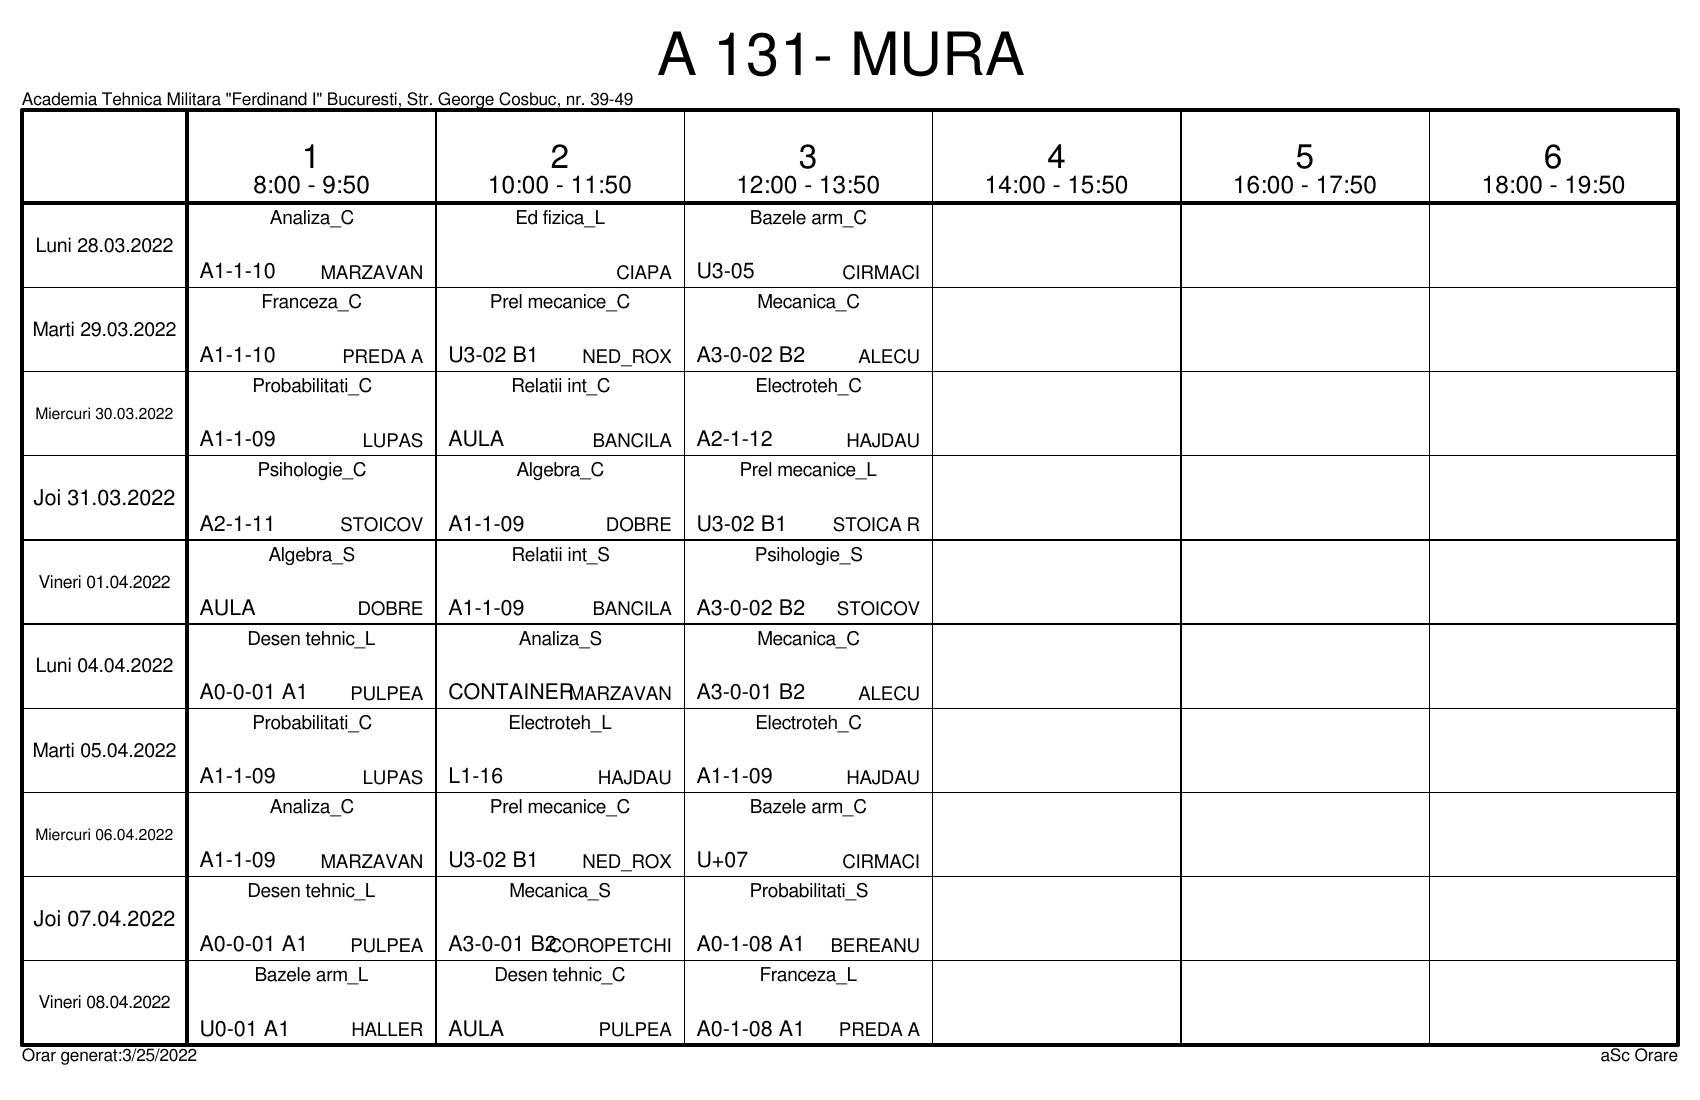 A 131- MURA
Academia Tehnica Militara "Ferdinand I" Bucuresti, Str. George Cosbuc, nr. 39-49
1 2 3 4 5 6
8:00 - 9:50 10:00 - 11:50 12:00 - 13:50 14:00 - 15:50 16:00 - 17:50 18:00 - 19:50
Analiza_C Ed fizica_L Bazele arm_C
Luni 28.03.2022
A1-1-10 MARZAVAN CIAPA U3-05 CIRMACI
Franceza_C Prel mecanice_C Mecanica_C
Marti 29.03.2022
A1-1-10 PREDA A U3-02 B1 NED_ROX A3-0-02 B2 ALECU
Probabilitati_C Relatii int_C Electroteh_C
Miercuri 30.03.2022
A1-1-09 LUPAS AULA BANCILA A2-1-12 HAJDAU
Psihologie_C Algebra_C Prel mecanice_L
Joi 31.03.2022
A2-1-11 STOICOV A1-1-09 DOBRE U3-02 B1 STOICA R
Algebra_S Relatii int_S Psihologie_S
Vineri 01.04.2022
AULA DOBRE A1-1-09 BANCILA A3-0-02 B2 STOICOV
Desen tehnic_L Analiza_S Mecanica_C
Luni 04.04.2022
A0-0-01 A1 PULPEA CONTAINER MARZAVAN A3-0-01 B2 ALECU
Probabilitati_C Electroteh_L Electroteh_C
Marti 05.04.2022
A1-1-09 LUPAS L1-16 HAJDAU A1-1-09 HAJDAU
Analiza_C Prel mecanice_C Bazele arm_C
Miercuri 06.04.2022
A1-1-09 MARZAVAN U3-02 B1 NED_ROX U+07 CIRMACI
Desen tehnic_L Mecanica_S Probabilitati_S
Joi 07.04.2022
A0-0-01 A1 PULPEA A3-0-01 B2 COROPETCHI A0-1-08 A1 BEREANU
Bazele arm_L Desen tehnic_C Franceza_L
Vineri 08.04.2022
U0-01 A1 HALLER AULA PULPEA A0-1-08 A1 PREDA A
Orar generat:3/25/2022 aSc Orare